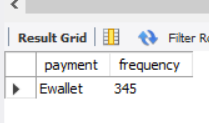 Result Grid Filter Ro
payment frequency
Ewallet 345